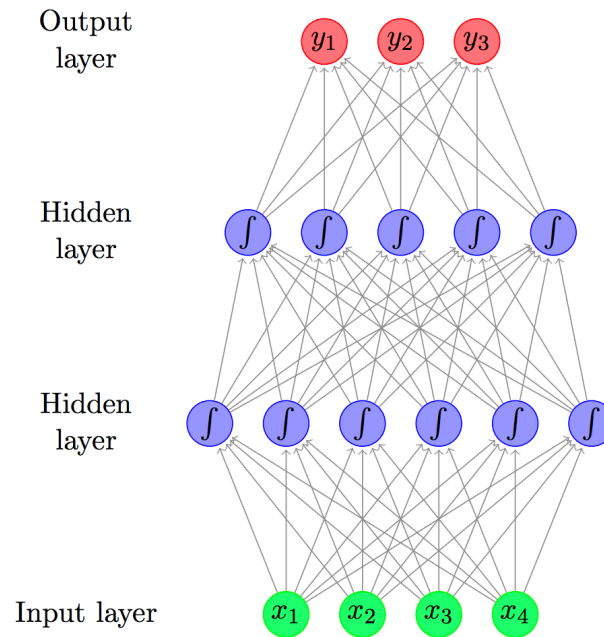 Output
layer
y₁ y₂ y₃
Hidden
layer
∫ ∫ ∫ ∫ ∫
Hidden
layer
∫ ∫ ∫ ∫ ∫ ∫
Input layer
x₁ x₂ x₃ x₄